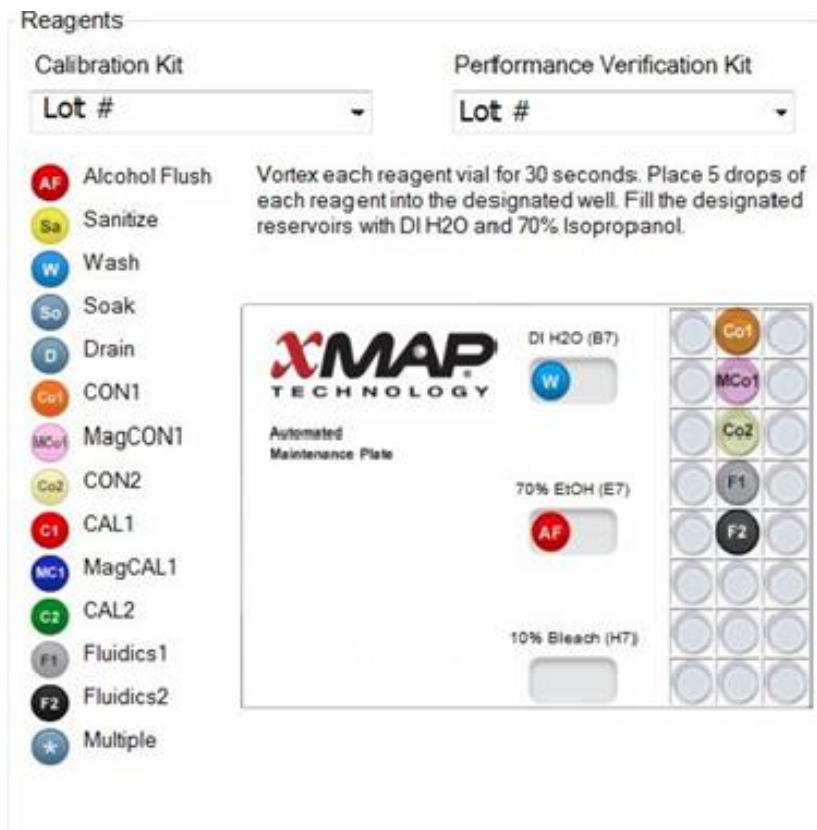 Reagents
Calibration Kit
Performance Verification Kit
Lot #
Lot #
AF Alcohol Flush
Sa Sanitize
W Wash
So Soak
D Drain
Co1 CON1
MCo1 MagCON1
Co2 CON2
C1 CAL1
MC1 MagCAL1
C2 CAL2
F1 Fluidics1
F2 Fluidics2
* Multiple
Vortex each reagent vial for 30 seconds. Place 5 drops of
each reagent into the designated well. Fill the designated
reservoirs with DI H2O and 70% Isopropanol.
xMAP
TECHNOLOGY
Automated
Maintenance Plate
DI H2O (B7)
W
70% EtOH (E7)
AF
10% Bleach (H7)
Co1
MCo1
Co2
F1
F2